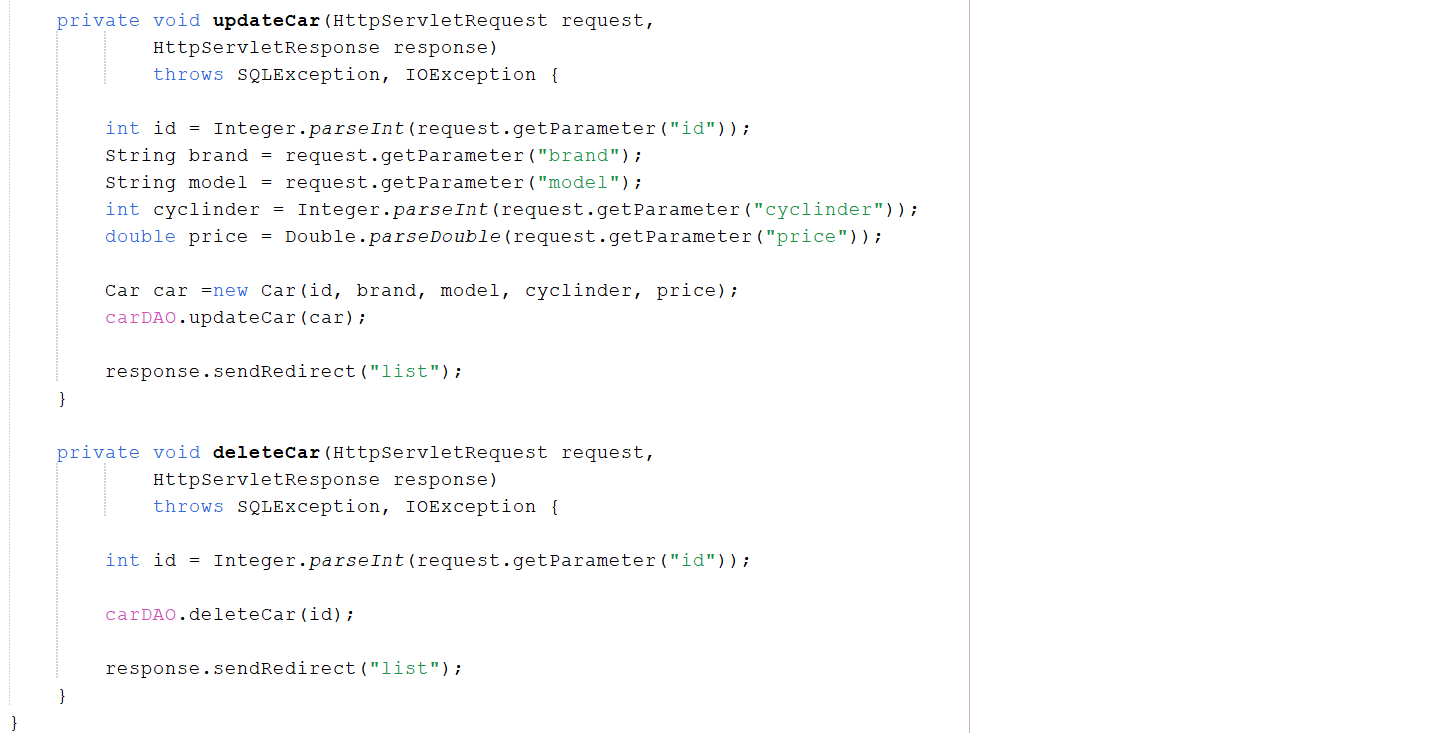 private void updateCar(HttpServletRequest request,
HttpServletResponse response)
throws SQLException, IOException {
int id = Integer.parseInt(request.getParameter("id"));
String brand = request.getParameter("brand");
String model = request.getParameter("model");
int cyclinder = Integer.parseInt(request.getParameter("cyclinder"));
double price = Double.parseDouble(request.getParameter("price"));
Car car =new Car(id, brand, model, cyclinder, price);
carDAO.updateCar(car);
response.sendRedirect("list");
}
private void deleteCar(HttpServletRequest request,
HttpServletResponse response)
throws SQLException, IOException {
int id = Integer.parseInt(request.getParameter("id"));
carDAO.deleteCar(id);
response.sendRedirect("list");
}
}